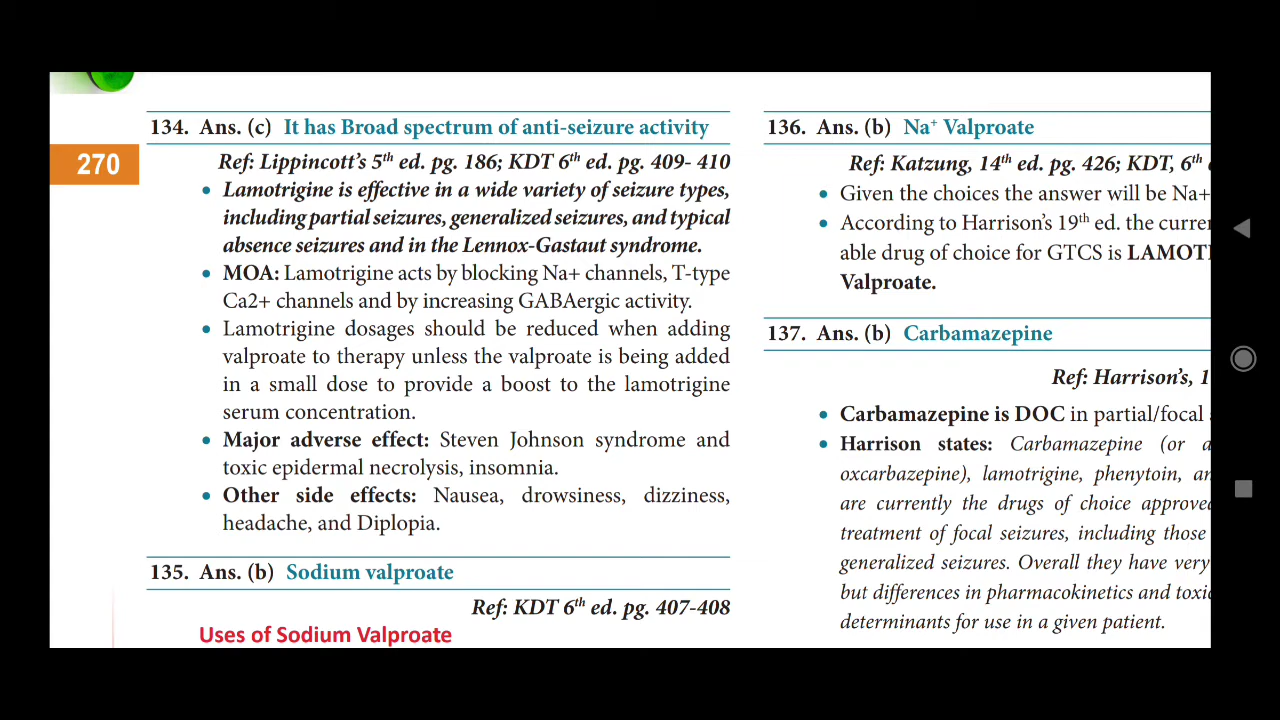 270
134. Ans. (c) It has Broad spectrum of anti-seizure activity
Ref: Lippincott's 5th ed. pg. 186; KDT 6th ed. pg. 409- 410
• Lamotrigine is effective in a wide variety of seizure types,
including partial seizures, generalized seizures, and typical
absence seizures and in the Lennox-Gastaut syndrome.
• MOA: Lamotrigine acts by blocking Na+ channels, T-type
Ca2+ channels and by increasing GABAergic activity.
• Lamotrigine dosages should be reduced when adding
valproate to therapy unless the valproate is being added
in a small dose to provide a boost to the lamotrigine
serum concentration.
• Major adverse effect: Steven Johnson syndrome and
toxic epidermal necrolysis, insomnia.
• Other side effects: Nausea, drowsiness, dizziness,
headache, and Diplopia.
135. Ans. (b) Sodium valproate
Ref: KDT 6th ed. pg. 407-408
Uses of Sodium Valproate
136. Ans. (b) Na+ Valproate
Ref: Katzung, 14th ed. pg. 426; KDT, 6th
• Given the choices the answer will be Na+
• According to Harrison's 19th ed. the
able drug of choice for GTCS is
Valproate.
137. Ans. (b) Carbamazepine
Ref: Harrison's, 1
• Carbamazepine is DOC in partial/focal
• Harrison states: Carbamazepine (or
oxcarbazepine), lamotrigine, phenytoin,
are currently the drugs of choice
treatment of focal seizures, including those
generalized seizures. Overall they have very
but differences in pharmacokinetics and
determinants for use in a given patient.